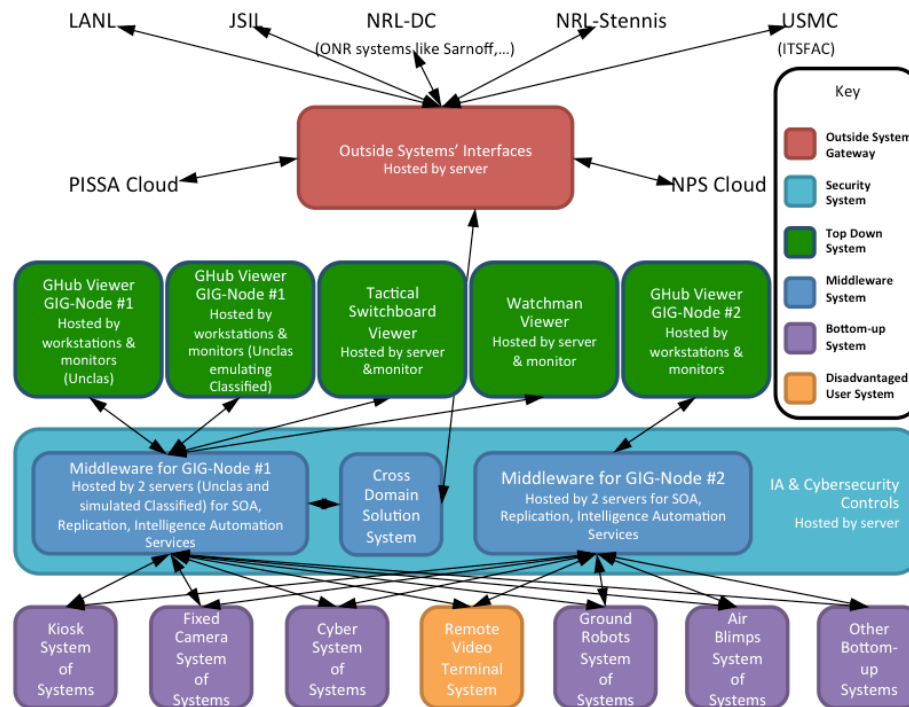 LANL
JSIL
NRL-DC
NRL-Stennis
USMC
(ONR systems like Sarnoff,...)
(ITSFAC)
Key
Outside System
Gateway
Security
System
Top Down
System
Middleware
System
Bottom-up
System
Disadvantaged
User System
Outside Systems' Interfaces
Hosted by server
PISSA Cloud
NPS Cloud
GHub Viewer
GIG-Node #1
Hosted by
workstations &
monitors
(Unclas)
GHub Viewer
GIG-Node #1
Hosted by
workstations &
monitors (Unclas
emulating
Classified)
Tactical
Switchboard
Viewer
Hosted by server
&monitor
Watchman
Viewer
Hosted by server
& monitor
GHub Viewer
GIG-Node #2
Hosted by
workstations &
monitors
Middleware for GIG-Node #1
Hosted by 2 servers (Unclas and
simulated Classified) for SOA,
Replication, Intelligence Automation
Services
Cross
Domain
Solution
System
Middleware for GIG-Node #2
Hosted by 2 servers for SOA,
Replication, Intelligence Automation
Services
IA & Cybersecurity
Controls
Hosted by server
Kiosk
System
of
Systems
Fixed
Camera
System
of
Systems
Cyber
System
of
Systems
Remote
Video
Terminal
System
Ground
Robots
System
of
Systems
Air
Blimps
System
of
Systems
Other
Bottom-
up
Systems